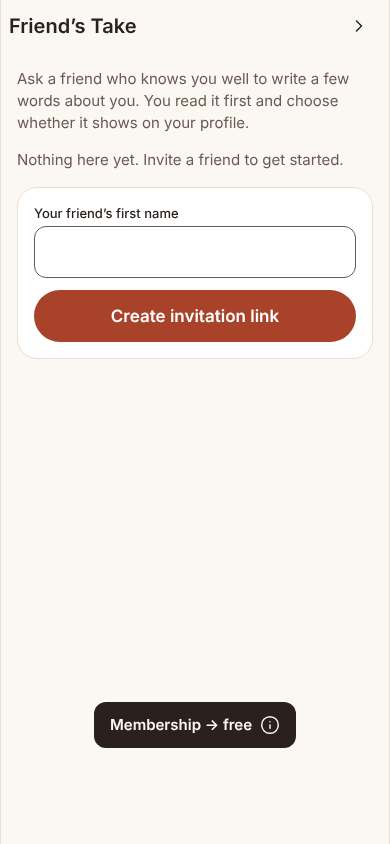 Friend’s Take
Ask a friend who knows you well to write a few
words about you. You read it first and choose
whether it shows on your profile.
Nothing here yet. Invite a friend to get started.
Your friend’s first name
Create invitation link
Membership → free